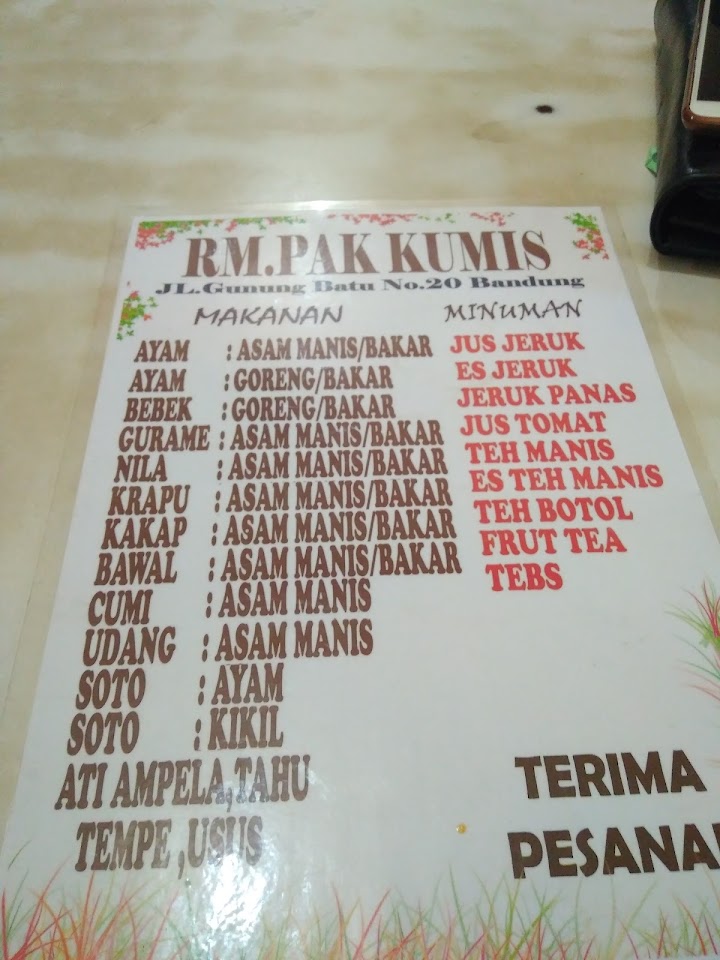 RM.PAK KUMIS
JL.Gunung Batu No.20 Bandung
MAKANAN
AYAM : ASAM MANIS/BAKAR
AYAM : GORENG/BAKAR
BEBEK : GORENG/BAKAR
GURAME : ASAM MANIS/BAKAR
NILA : ASAM MANIS/BAKAR
KRAPU : ASAM MANIS/BAKAR
KAKAP : ASAM MANIS/BAKAR
BAWAL : ASAM MANIS/BAKAR
CUMI : ASAM MANIS
UDANG : ASAM MANIS
SOTO : AYAM
SOTO : KIKIL
ATI AMPELA,TAHU
TEMPE ,USUS
MINUMAN
JUS JERUK
ES JERUK
JERUK PANAS
JUS TOMAT
TEH MANIS
ES TEH MANIS
TEH BOTOL
FRUT TEA
TEBS
TERIMA
PESANA